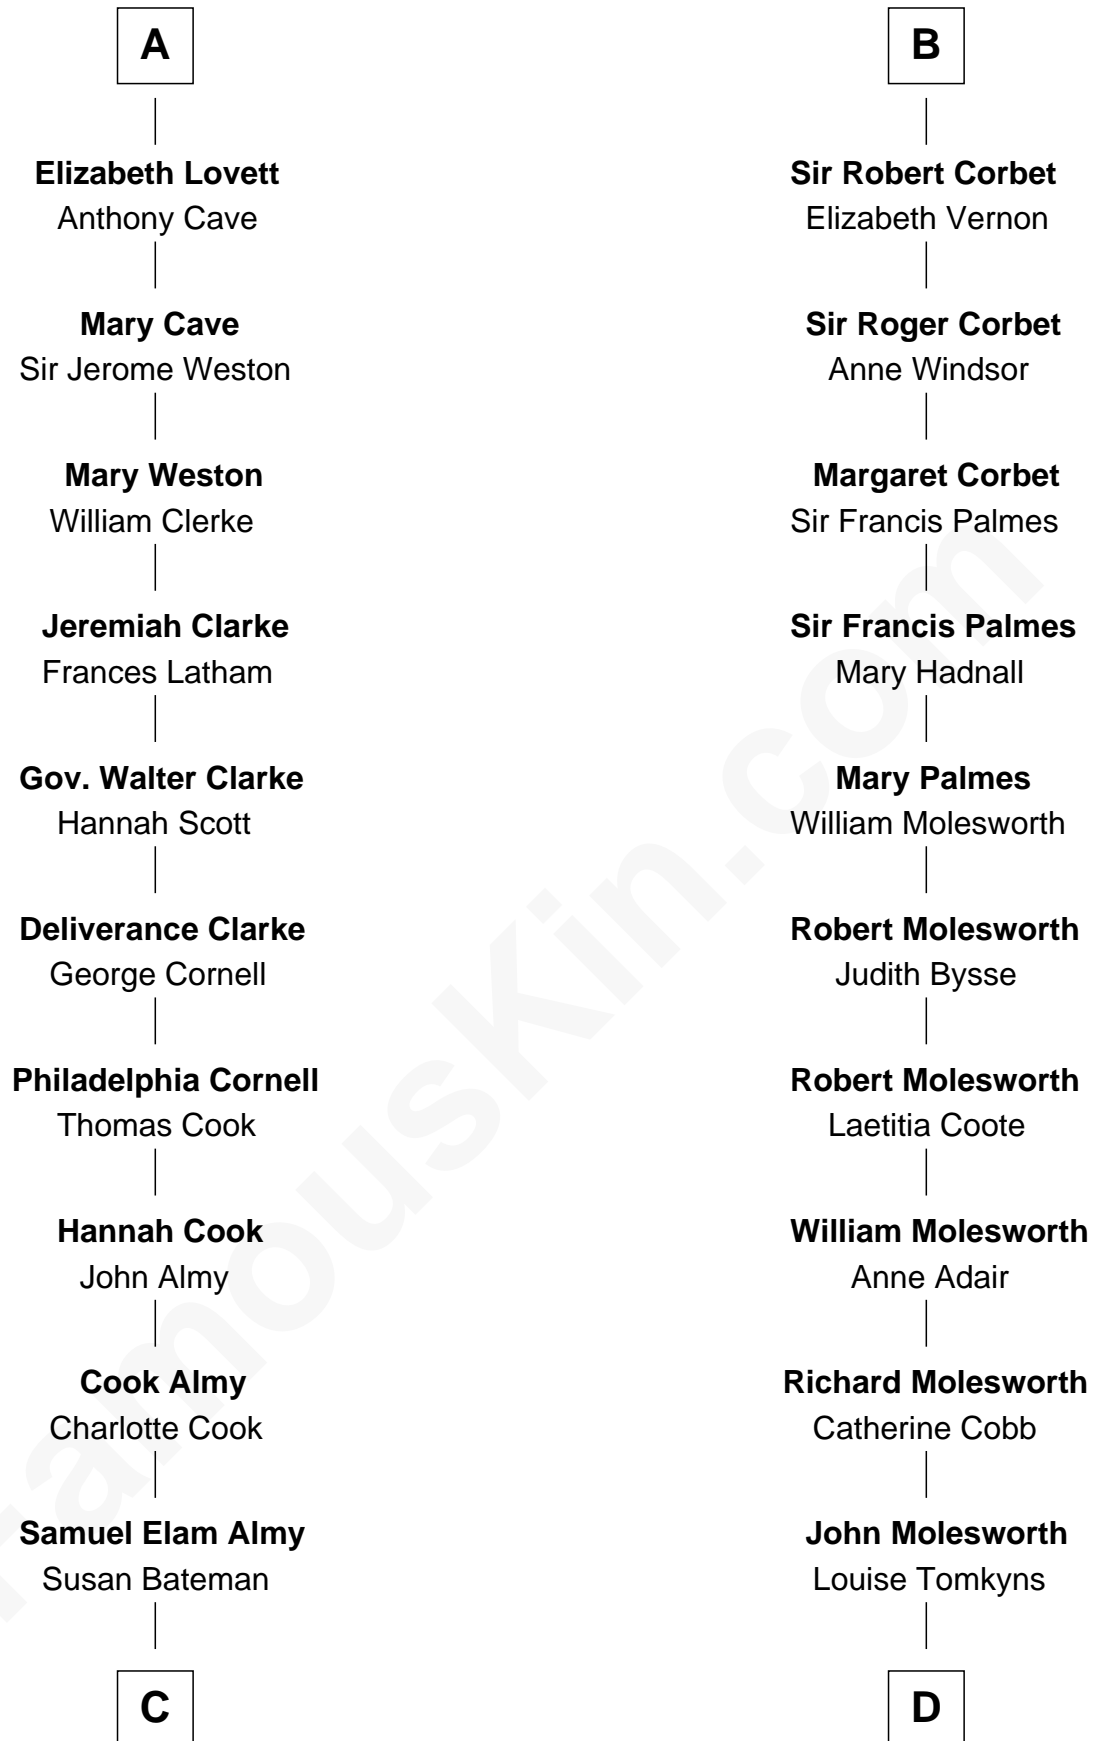 A
Elizabeth Lovett
Anthony Cave
Mary Cave
Sir Jerome Weston
Mary Weston
William Clerke
Jeremiah Clarke
Frances Latham
Gov. Walter Clarke
Hannah Scott
Deliverance Clarke
George Cornell
Philadelphia Cornell
Thomas Cook
Hannah Cook
John Almy
Cook Almy
Charlotte Cook
Samuel Elam Almy
Susan Bateman
C
B
Sir Robert Corbet
Elizabeth Vernon
Sir Roger Corbet
Anne Windsor
Margaret Corbet
Sir Francis Palmes
Sir Francis Palmes
Mary Hadnall
Mary Palmes
William Molesworth
Robert Molesworth
Judith Bysse
Robert Molesworth
Laetitia Coote
William Molesworth
Anne Adair
Richard Molesworth
Catherine Cobb
John Molesworth
Louise Tomkyns
D
FamousKin.com